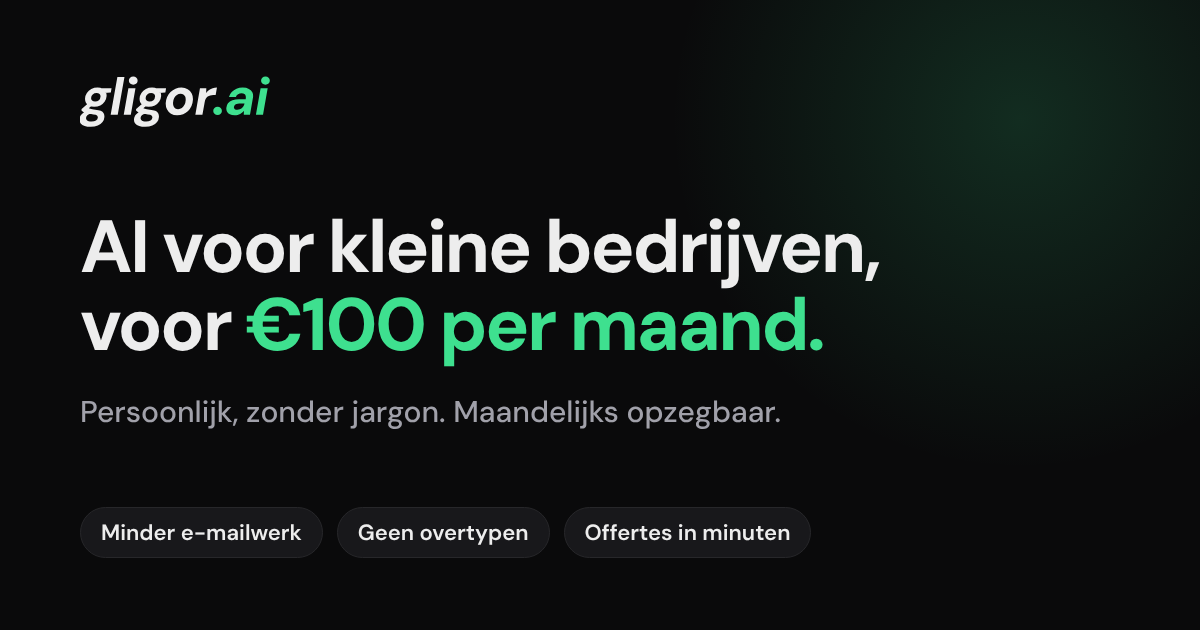 gligor.ai
AI voor kleine bedrijven,
voor €100 per maand.
Persoonlijk, zonder jargon. Maandelijks opzegbaar.
Minder e-mailwerk
Geen overtypen
Offertes in minuten